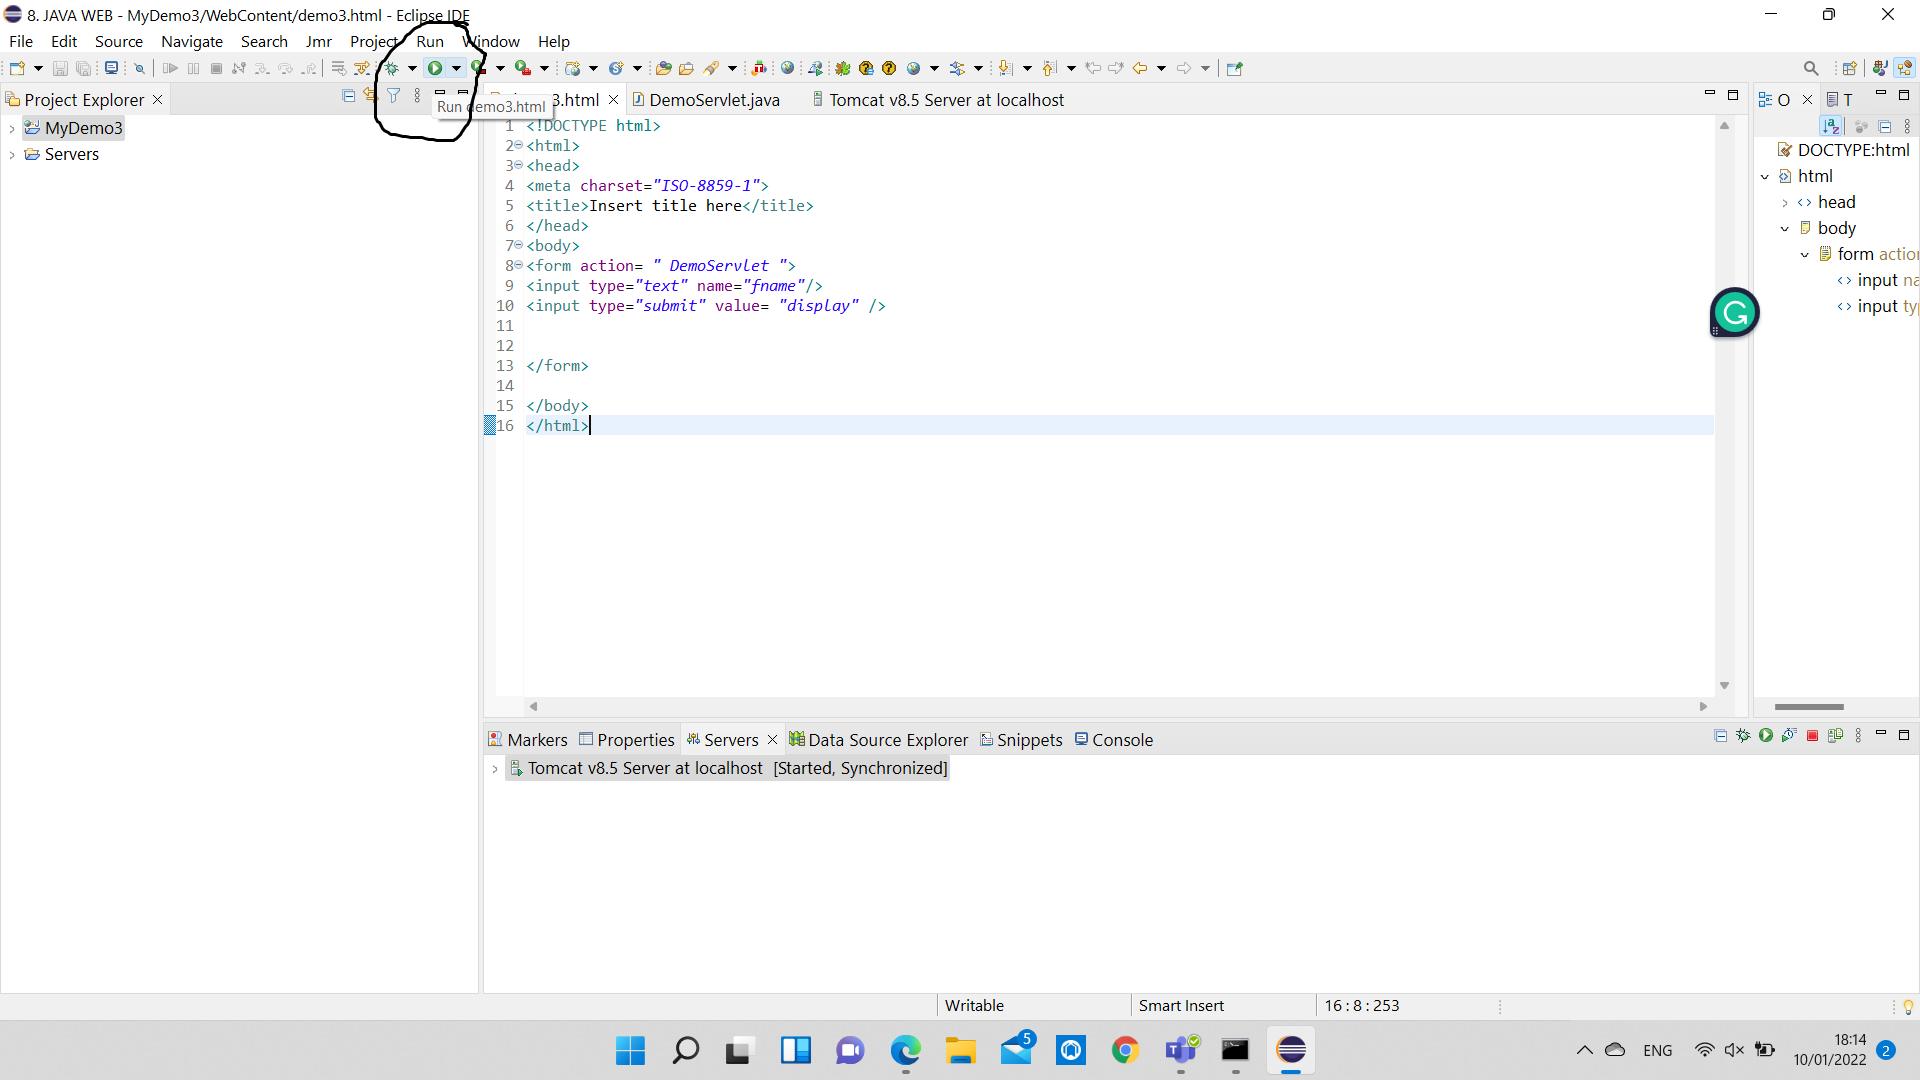 8. JAVA WEB - MyDemo3/WebContent/demo3.html - Eclipse IDE
File Edit Source Navigate Search Jmr Project Run Window Help
Project Explorer
3.html DemoServlet.java Tomcat v8.5 Server at localhost O T
Run demo3.html
MyDemo3
Servers
1 <!DOCTYPE html>
2 <html>
3 <head>
4 <meta charset="ISO-8859-1">
5 <title>Insert title here</title>
6 </head>
7 <body>
8 <form action= " DemoServlet ">
9 <input type="text" name="fname"/>
10 <input type="submit" value= "display" />
11
12
13 </form>
14
15 </body>
16 </html>
DOCTYPE:html
html
head
body
form action
input na
input typ
Markers Properties Servers Data Source Explorer Snippets Console
Tomcat v8.5 Server at localhost [Started, Synchronized]
Writable Smart Insert 16 : 8 : 253
5
ENG
18:14
10/01/2022
2